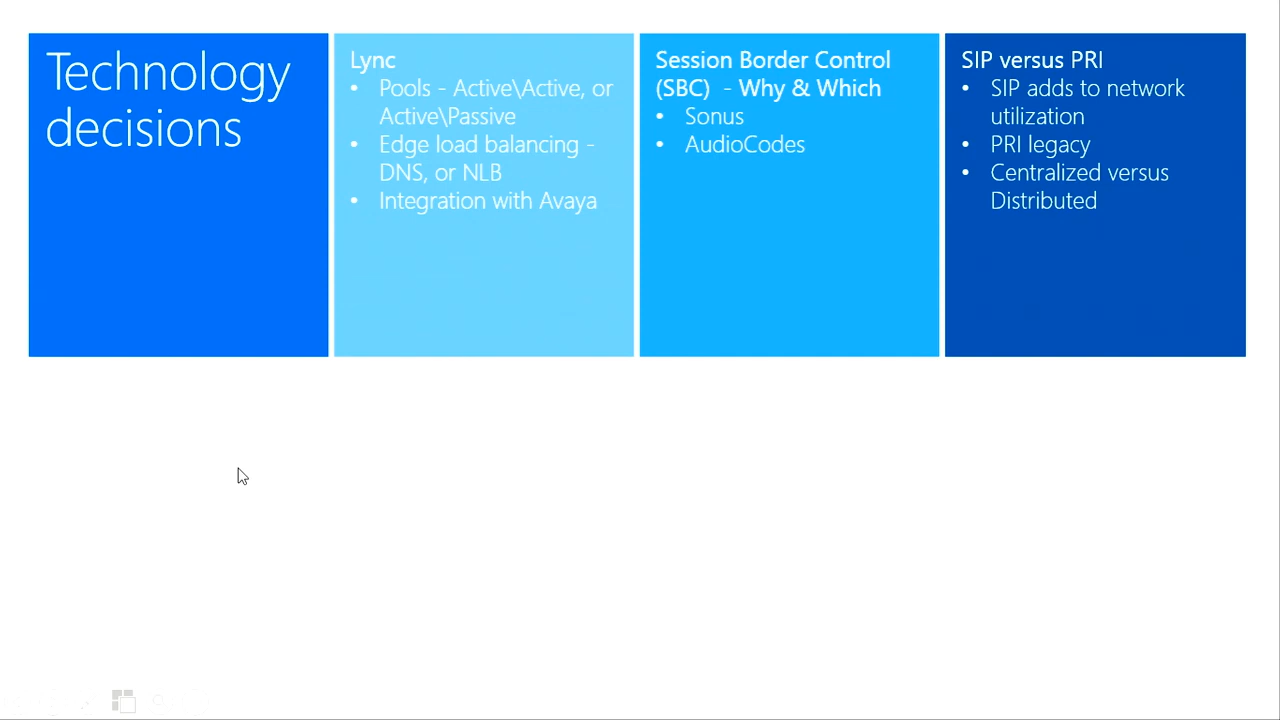 Technology
decisions
Lync
• Pools - Active\Active, or
Active\Passive
• Edge load balancing -
DNS, or NLB
• Integration with Avaya
Session Border Control
(SBC)  - Why & Which
• Sonus
• AudioCodes
SIP versus PRI
• SIP adds to network
utilization
• PRI legacy
• Centralized versus
Distributed